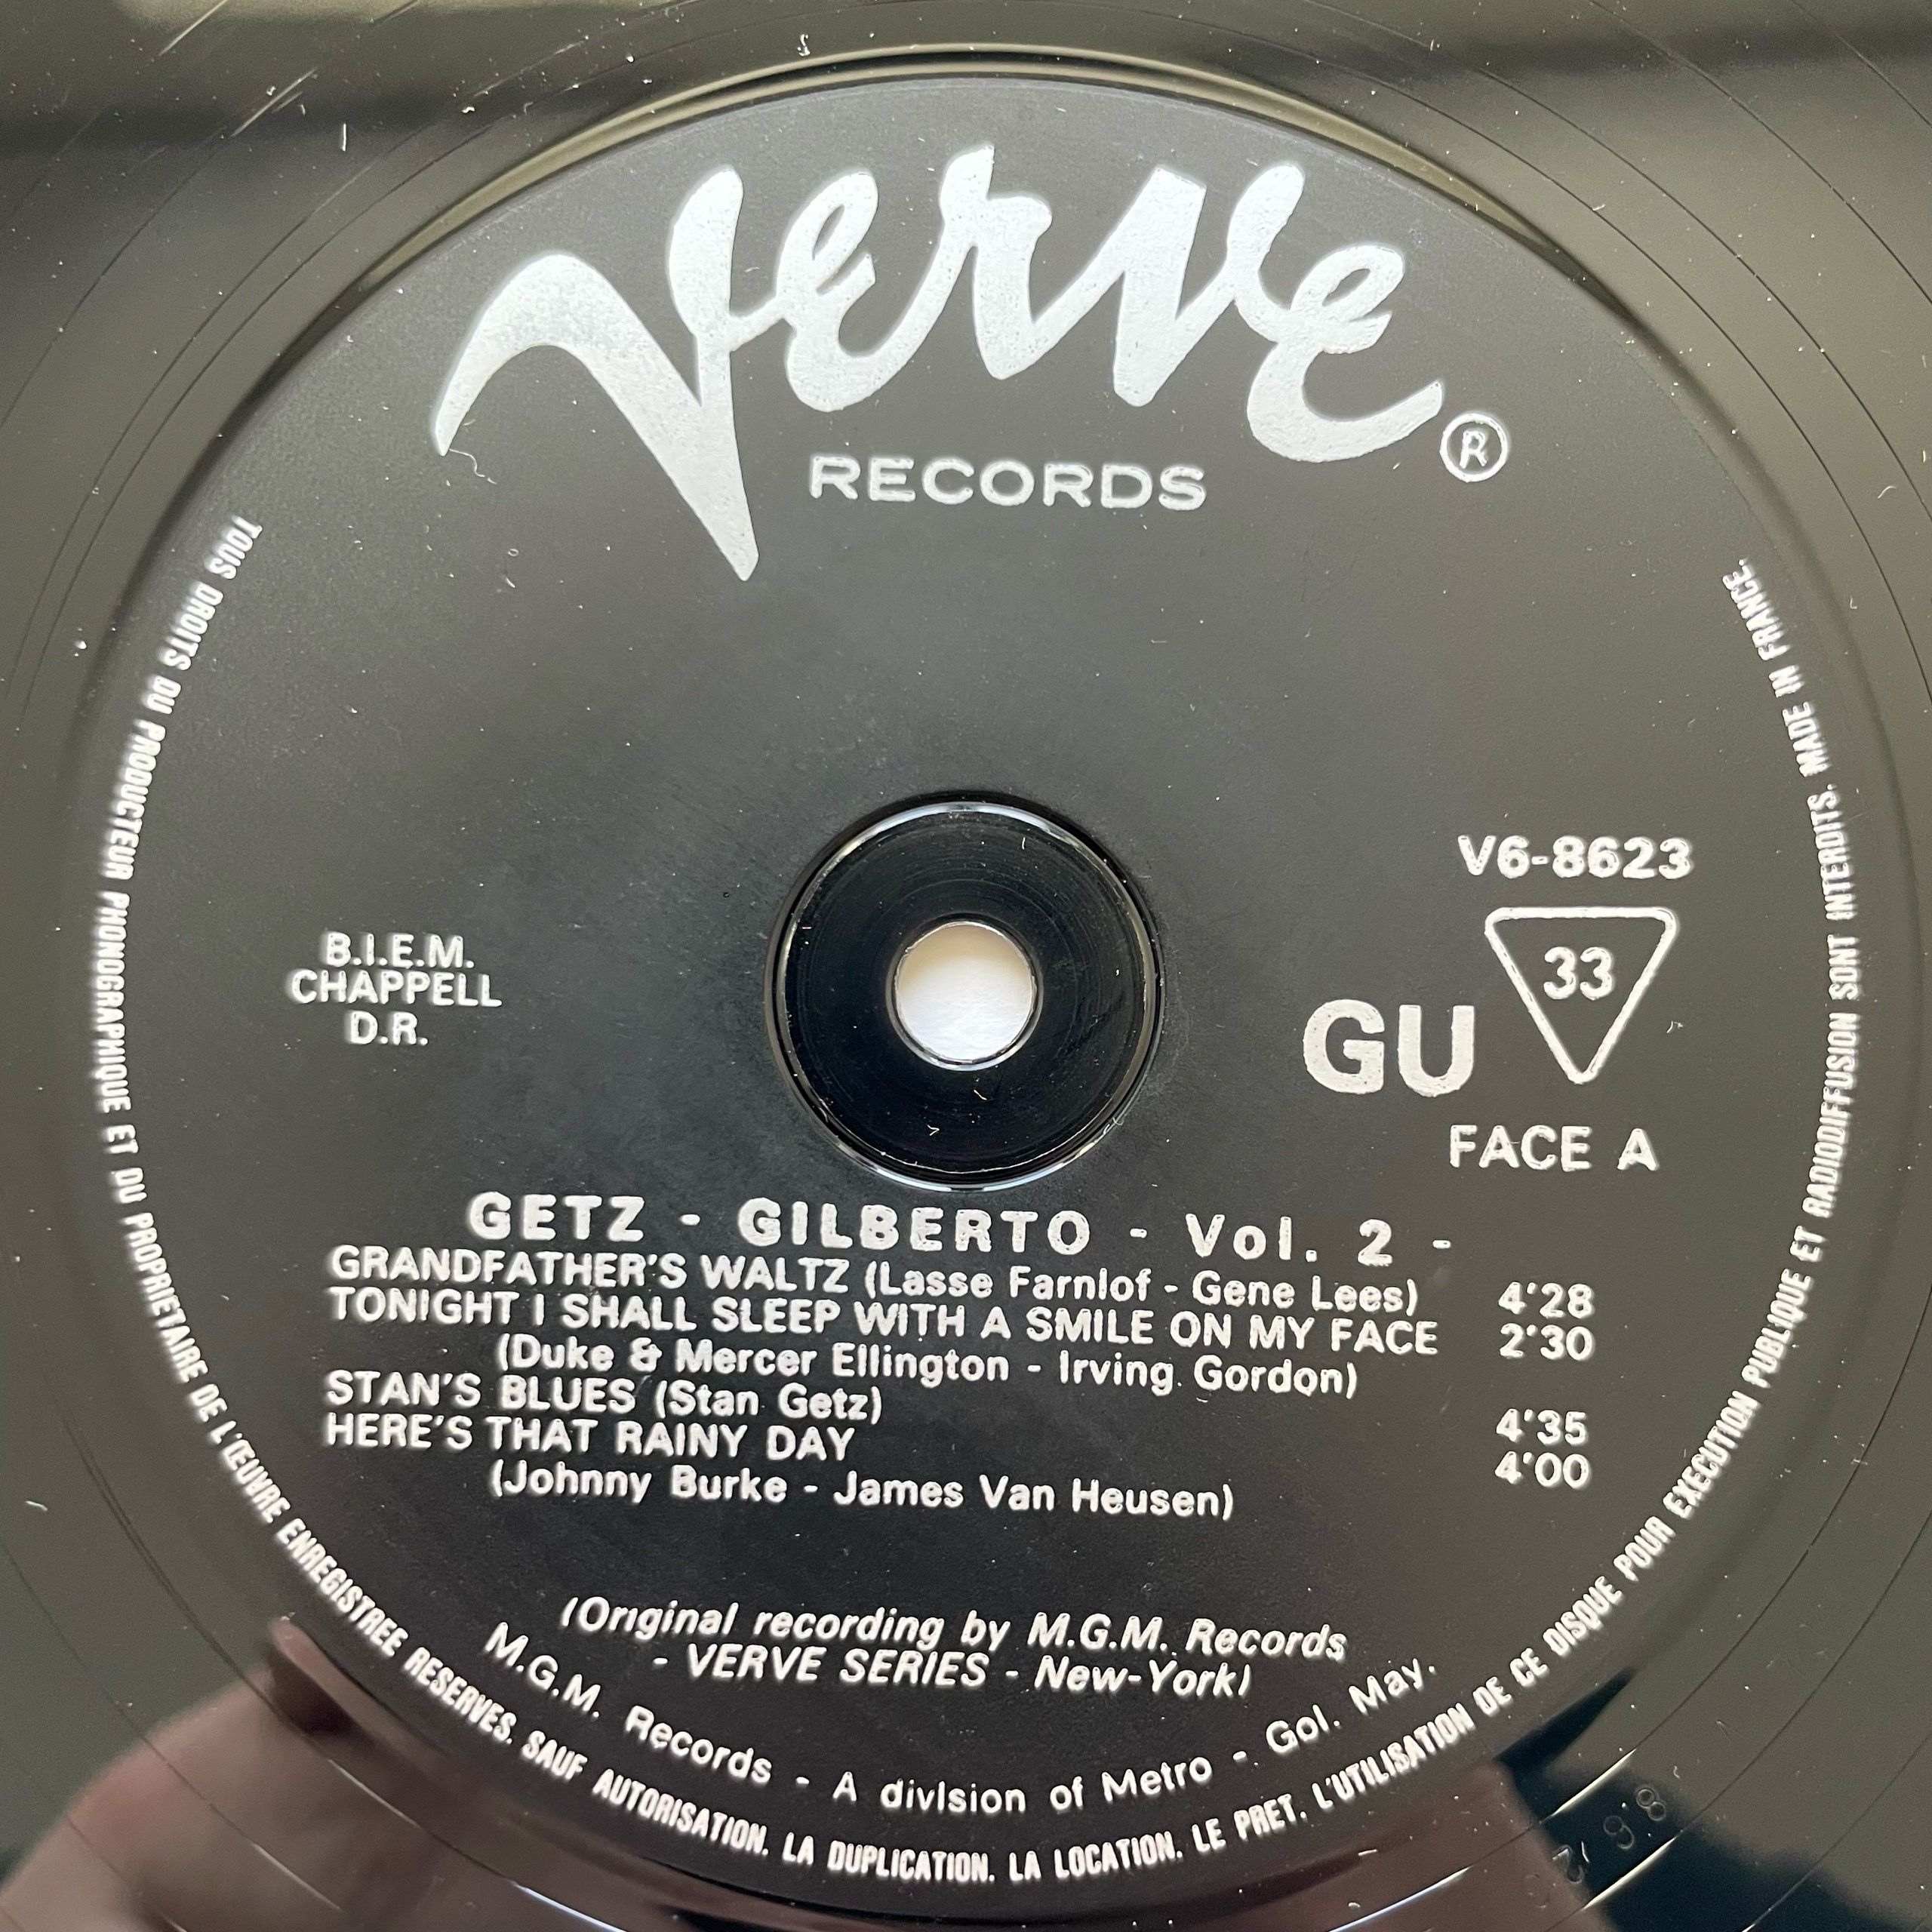 Verve
®
RECORDS
V6-8623
33
GU
FACE A
B.I.E.M.
CHAPPELL
D.R.
GETZ - GILBERTO - Vol. 2 -
GRANDFATHER'S WALTZ (Lasse Farnlof - Gene Lees) 4'28
TONIGHT I SHALL SLEEP WITH A SMILE ON MY FACE 2'30
(Duke & Mercer Ellington - Irving Gordon)
STAN'S BLUES (Stan Getz) 4'35
HERE'S THAT RAINY DAY 4'00
(Johnny Burke - James Van Heusen)
(Original recording by M.G.M. Records
- VERVE SERIES - New-York)
M.G.M. Records - A division of Metro - Gol. May.
TOUS DROITS DU PRODUCTEUR PHONOGRAPHIQUE ET DU PROPRIETAIRE DE L'ŒUVRE ENREGISTREE RESERVES. SAUF AUTORISATION. LA DUPLICATION. LA LOCATION. LE PRET. L'UTILISATION DE CE DISQUE POUR EXECUTION PUBLIQUE ET RADIODIFFUSION SONT INTERDITS. MADE IN FRANCE.